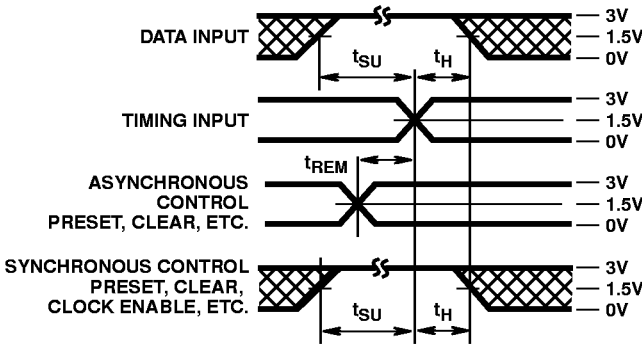 DATA INPUT
3V
1.5V
0V
tSU
tH
TIMING INPUT
3V
1.5V
0V
tREM
ASYNCHRONOUS
CONTROL
PRESET, CLEAR, ETC.
3V
1.5V
0V
SYNCHRONOUS CONTROL
PRESET, CLEAR,
CLOCK ENABLE, ETC.
3V
1.5V
0V
tSU
tH